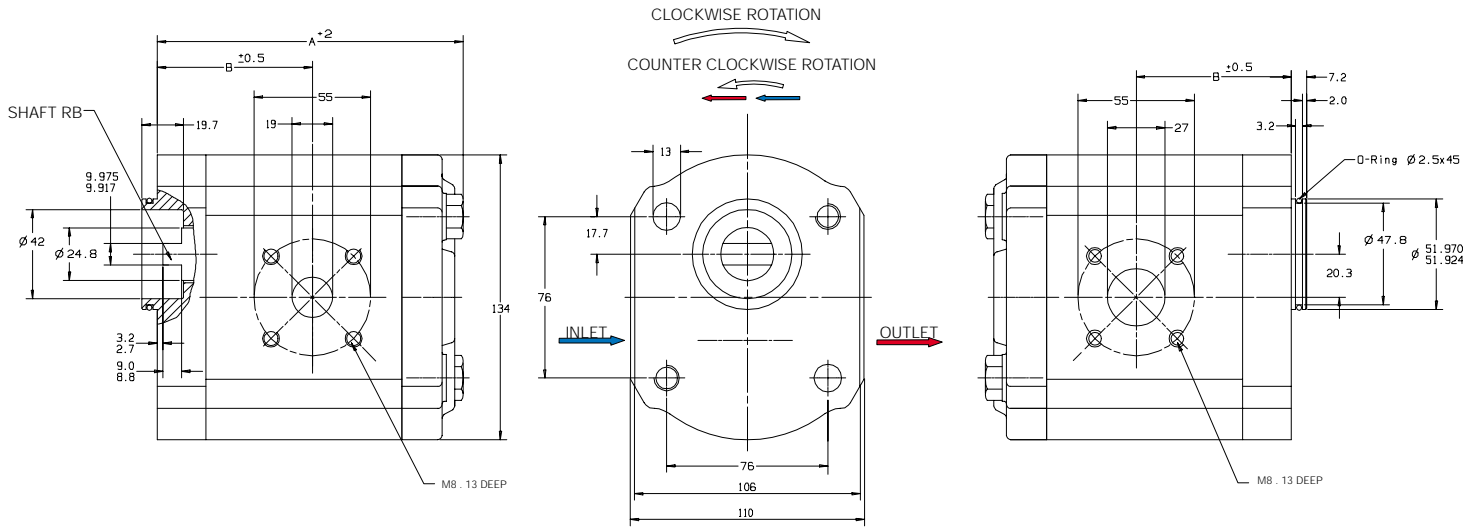 CLOCKWISE ROTATION
COUNTER CLOCKWISE ROTATION
A +2
B ±0.5
55
19
SHAFT RB
19.7
9.975
9.917
Ø 42
Ø 24.8
3.2
2.7
9.0
8.8
134
M8 . 13 DEEP
13
17.7
76
INLET
OUTLET
76
106
110
B ±0.5
7.2
2.0
3.2
55
27
O-Ring Ø 2.5x45
Ø 47.8
Ø 51.970
51.924
20.3
M8 . 13 DEEP